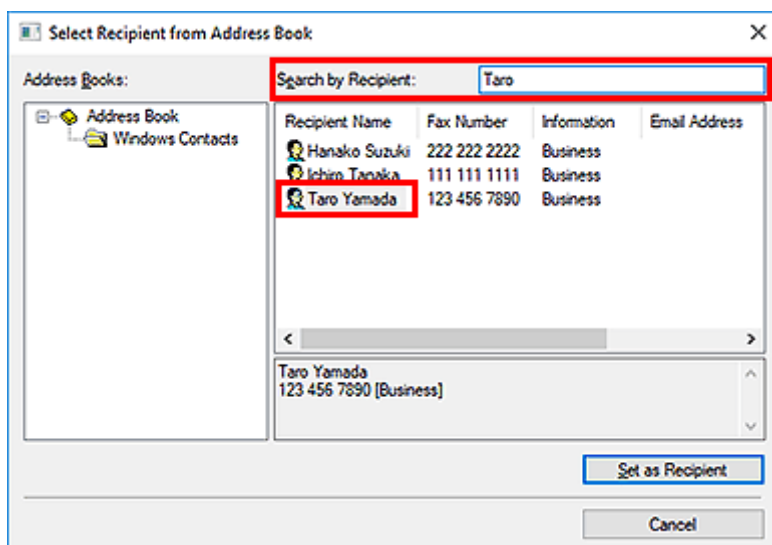 Select Recipient from Address Book
Address Books:
Search by Recipient: Taro
Address Book
Windows Contacts
Recipient Name Fax Number Information Email Address
Hanako Suzuki 222 222 2222 Business
Ichiro Tanaka 111 111 1111 Business
Taro Yamada 123 456 7890 Business
Taro Yamada
123 456 7890 [Business]
Set as Recipient
Cancel